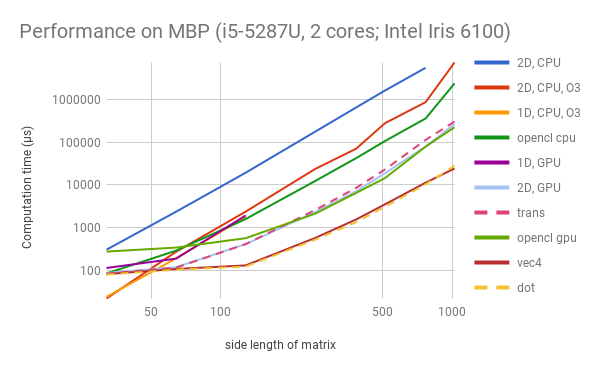 Performance on MBP (i5-5287U, 2 cores; Intel Iris 6100)
Computation time (µs)
1000000
100000
10000
1000
100
50
100
500
1000
side length of matrix
2D, CPU
2D, CPU, O3
1D, CPU, O3
opencl cpu
1D, GPU
2D, GPU
trans
opencl gpu
vec4
dot